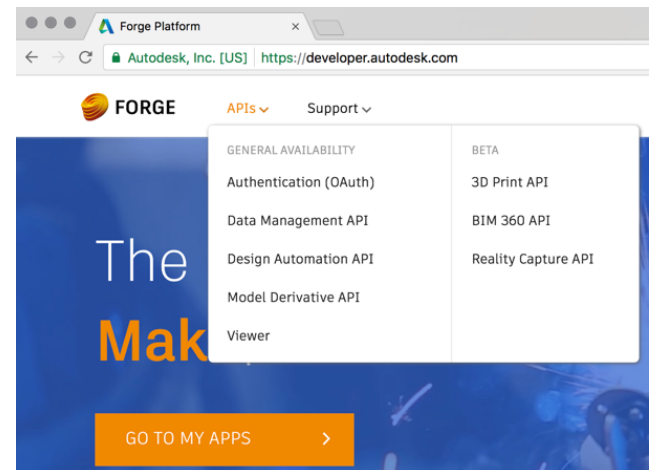 Forge Platform
Autodesk, Inc. [US] https://developer.autodesk.com
FORGE APIs Support
GENERAL AVAILABILITY
Authentication (OAuth)
Data Management API
Design Automation API
Model Derivative API
Viewer
BETA
3D Print API
BIM 360 API
Reality Capture API
The
Mak
GO TO MY APPS